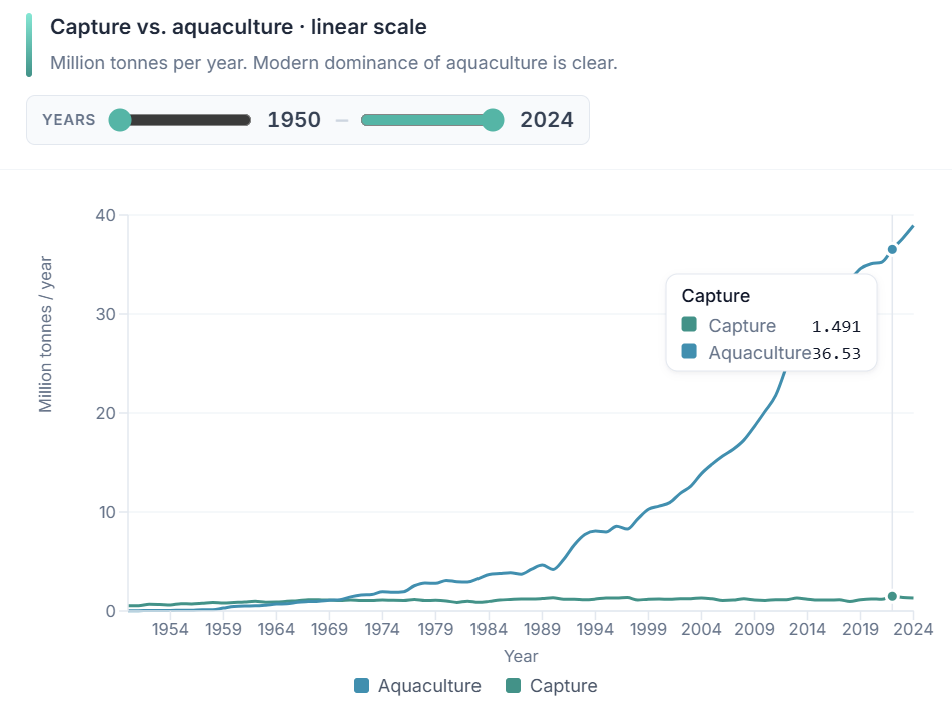 Capture vs. aquaculture · linear scale
Million tonnes per year. Modern dominance of aquaculture is clear.
YEARS 1950 – 2024
Million tonnes / year
40
30
20
10
0
Capture
Capture 1.491
Aquaculture36.53
1954 1959 1964 1969 1974 1979 1984 1989 1994 1999 2004 2009 2014 2019 2024
Year
Aquaculture Capture